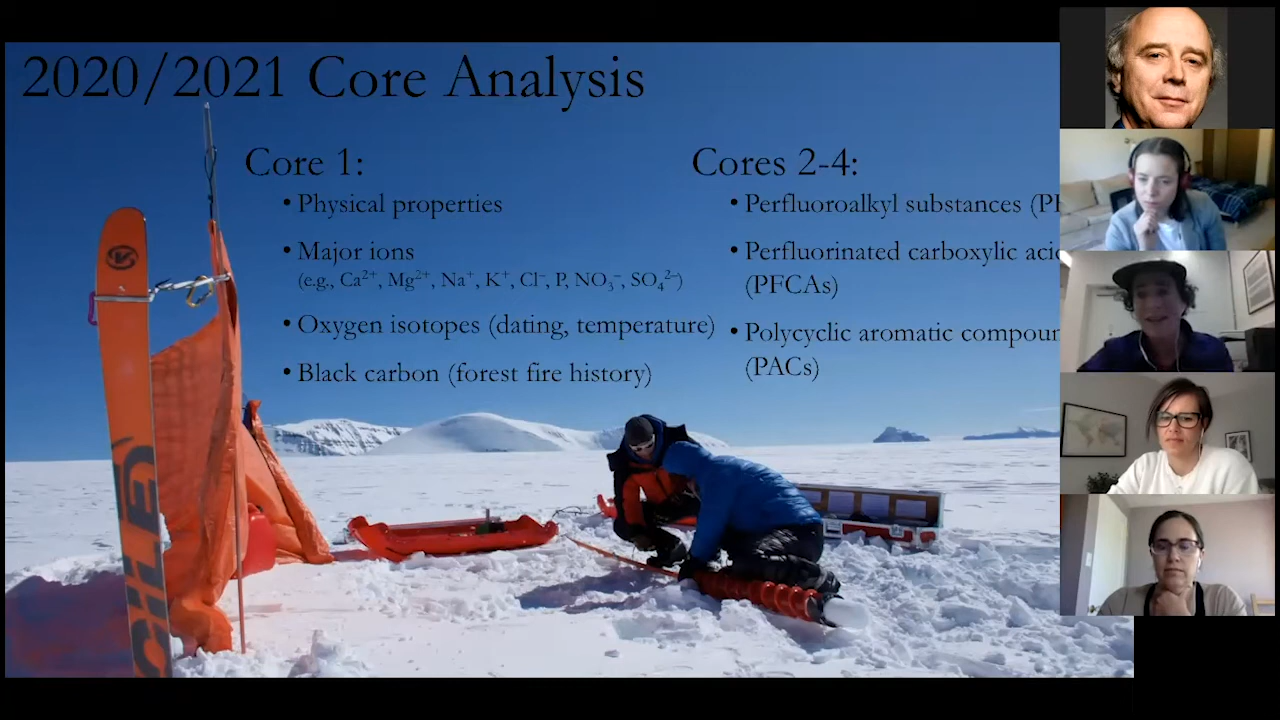 2020/2021 Core Analysis
Core 1:
• Physical properties
• Major ions
(e.g., Ca²⁺, Mg²⁺, Na⁺, K⁺, Cl⁻, P, NO₃⁻, SO₄²⁻)
• Oxygen isotopes (dating, temperature)
• Black carbon (forest fire history)
Cores 2-4:
• Perfluoroalkyl substances
• Perfluorinated carboxylic
(PFCAs)
• Polycyclic aromatic
(PACs)